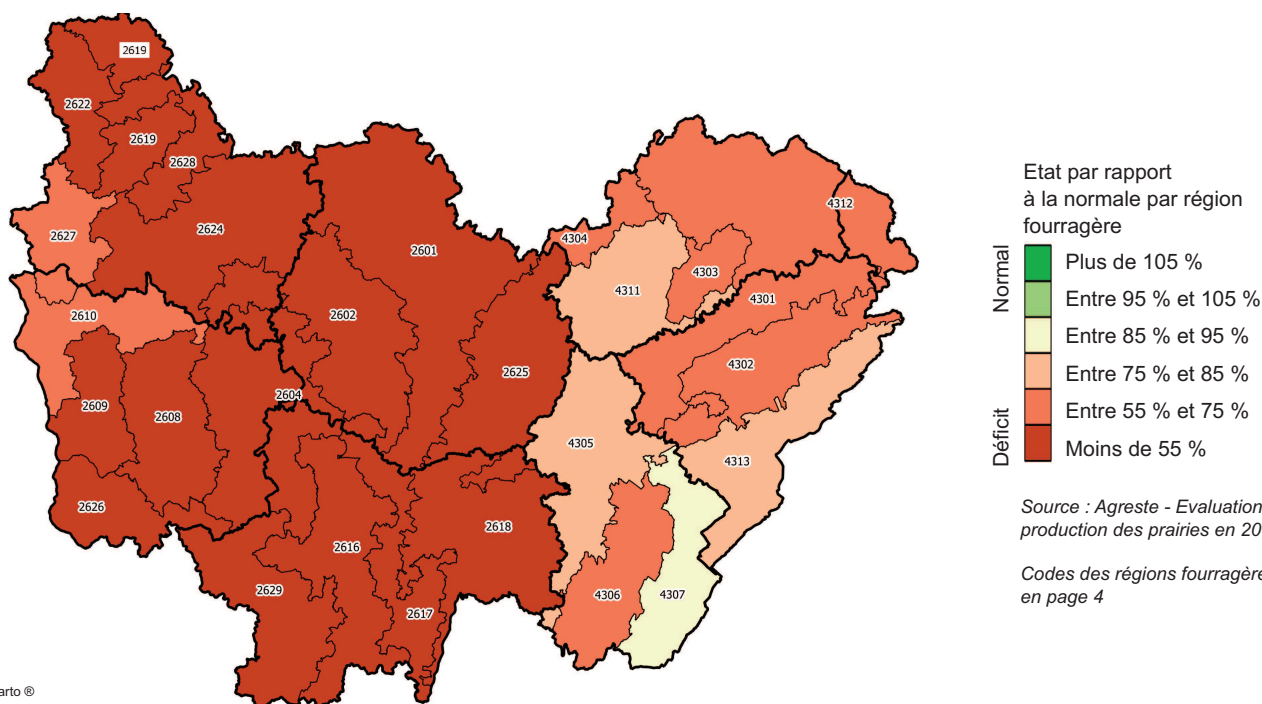 2619
2622
2619
2628
2627
2624
2601
4312
4304
4303
4311
4301
2610
2602
4302
2625
2604
2609
2608
4305
4313
2626
2618
2616
2629
2617
4306
4307
Etat par rapport
à la normale par région
fourragère
Normal
Déficit
Plus de 105 %
Entre 95 % et 105 %
Entre 85 % et 95 %
Entre 75 % et 85 %
Entre 55 % et 75 %
Moins de 55 %
Source : Agreste - Evaluation
production des prairies en 20
Codes des régions fourragère
en page 4
arto ®